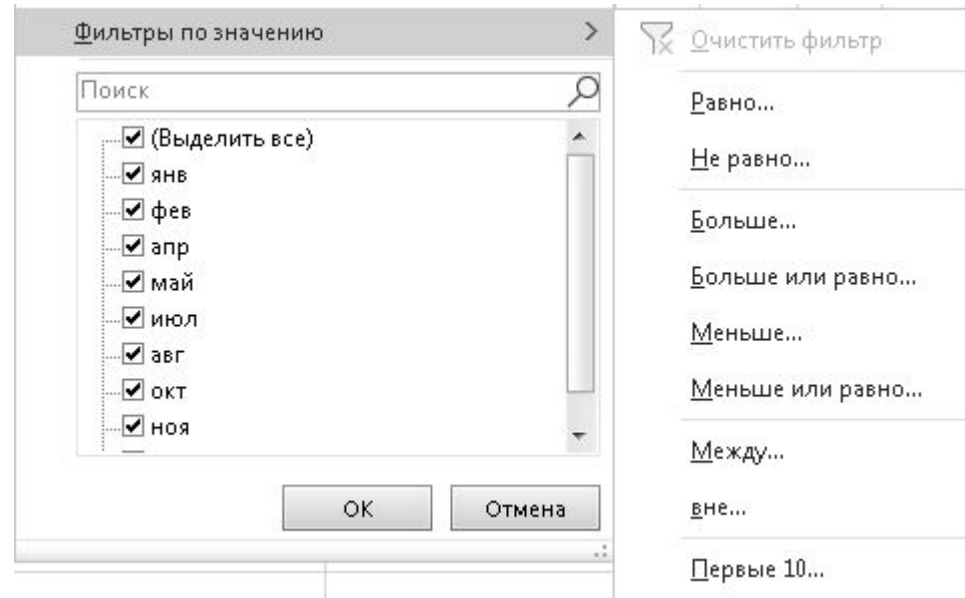 Фильтры по значению
Поиск
(Выделить все)
янв
фев
апр
май
июл
авг
окт
ноя
ОК
Отмена
Очистить фильтр
Равно...
Не равно...
Больше...
Больше или равно...
Меньше...
Меньше или равно...
Между...
вне...
Первые 10...